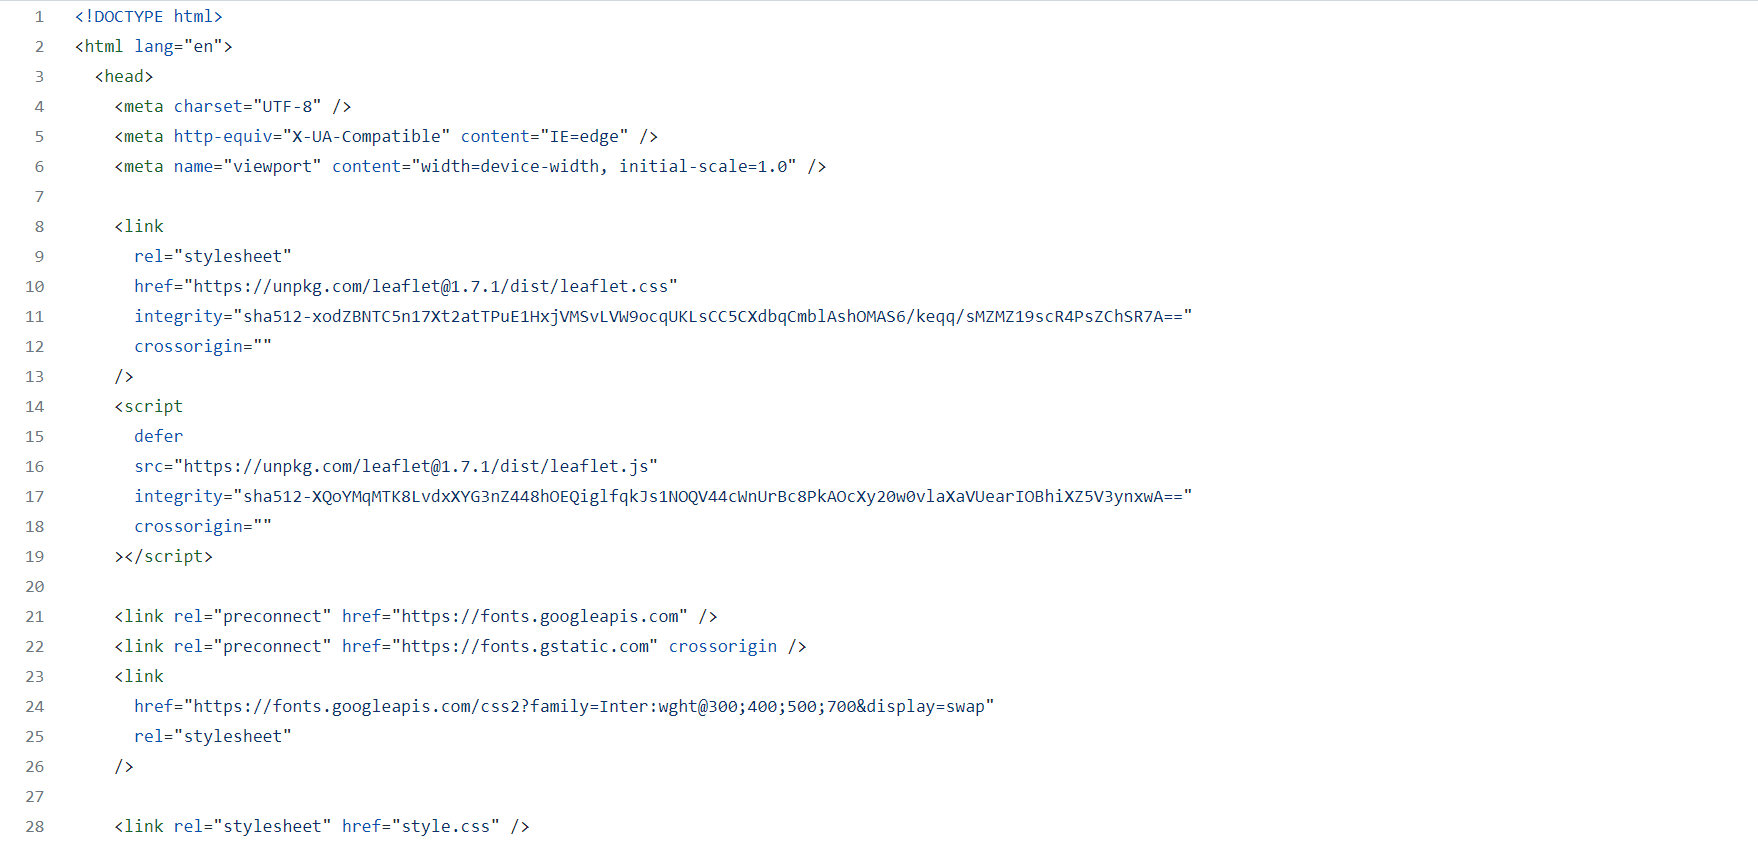 1 <!DOCTYPE html>
2 <html lang="en">
3 <head>
4 <meta charset="UTF-8" />
5 <meta http-equiv="X-UA-Compatible" content="IE=edge" />
6 <meta name="viewport" content="width=device-width, initial-scale=1.0" />
7
8 <link
9 rel="stylesheet"
10 href="https://unpkg.com/leaflet@1.7.1/dist/leaflet.css"
11 integrity="sha512-xodZBNTC5n17Xt2atTPuE1HxjVMSvLVW9ocqUKLsCC5CXdbqCmblAshOMAS6/keqq/sMZMZ19scR4PsZChSR7A=="
12 crossorigin=""
13 />
14 <script
15 defer
16 src="https://unpkg.com/leaflet@1.7.1/dist/leaflet.js"
17 integrity="sha512-XQoYMqMTK8LvdxXYG3nZ448hOEQiglfqkJs1NOQV44cWnUrBc8PkAOcXy20w0vlaXaVUearIOBhiXZ5V3ynxwA=="
18 crossorigin=""
19 ></script>
20
21 <link rel="preconnect" href="https://fonts.googleapis.com" />
22 <link rel="preconnect" href="https://fonts.gstatic.com" crossorigin />
23 <link
24 href="https://fonts.googleapis.com/css2?family=Inter:wght@300;400;500;700&display=swap"
25 rel="stylesheet"
26 />
27
28 <link rel="stylesheet" href="style.css" />